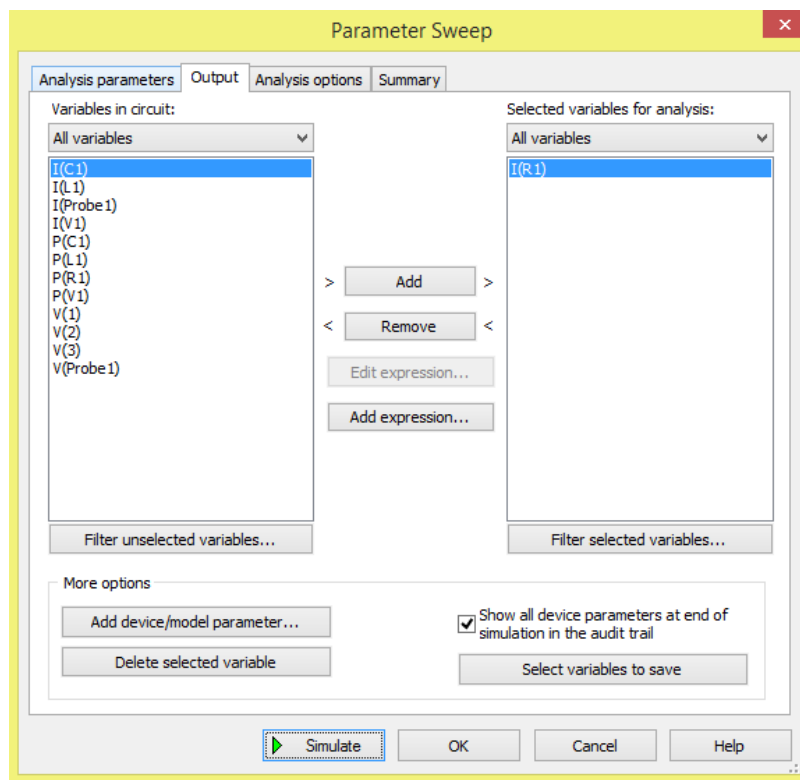 Parameter Sweep
Analysis parameters Output Analysis options Summary
Variables in circuit: Selected variables for analysis:
All variables All variables
I(C1) I(R1)
I(L1)
I(Probe1)
I(V1)
P(C1)
P(L1)
P(R1)
P(V1)
V(1)
V(2)
V(3)
V(Probe1)
> Add >
< Remove <
Edit expression...
Add expression...
Filter unselected variables... Filter selected variables...
More options
Add device/model parameter...
Delete selected variable
Show all device parameters at end of
simulation in the audit trail
Select variables to save
Simulate OK Cancel Help